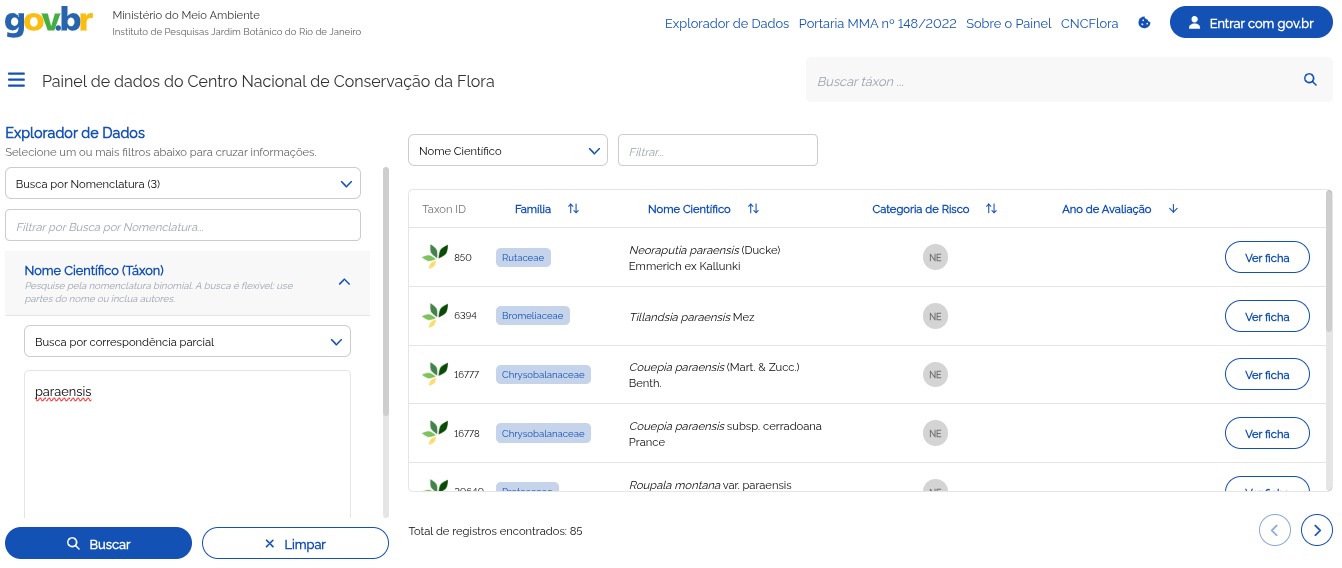 gov.br
Ministério do Meio Ambiente
Instituto de Pesquisas Jardim Botânico do Rio de Janeiro
Explorador de Dados Portaria MMA nº 148/2022 Sobre o Painel CNCFlora
Entrar com gov.br
Painel de dados do Centro Nacional de Conservação da Flora
Buscar táxon ...
Explorador de Dados
Selecione um ou mais filtros abaixo para cruzar informações.
Busca por Nomenclatura (3)
Filtrar por Busca por Nomenclatura...
Nome Científico (Táxon)
Pesquise pela nomenclatura binomial. A busca é flexível: use
partes do nome ou inclua autores.
Busca por correspondência parcial
paraensis
Buscar
Limpar
Nome Científico
Filtrar...
Taxon ID Família Nome Científico Categoria de Risco Ano de Avaliação
850 Rutaceae Neoraputia paraensis (Ducke)
Emmerich ex Kallunki NE Ver ficha
6394 Bromeliaceae Tillandsia paraensis Mez NE Ver ficha
16777 Chrysobalanaceae Couepia paraensis (Mart. & Zucc.)
Benth. NE Ver ficha
16778 Chrysobalanaceae Couepia paraensis subsp. cerradoana
Prance NE Ver ficha
Proteaceae Roupala montana var. paraensis NE Ver ficha
Total de registros encontrados: 85